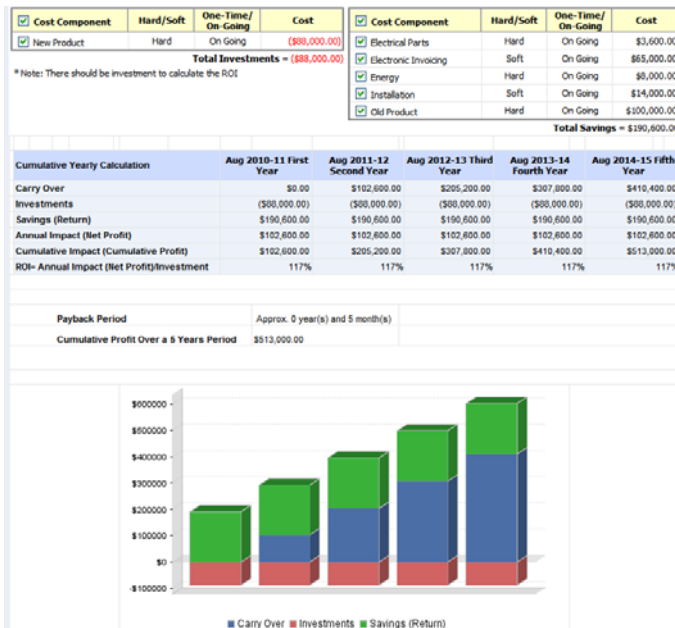 Cost Component Hard/Soft One-Time/ On-Going Cost
New Product Hard On Going ($88,000.00)
Total Investments = ($88,000.00)
* Note: There should be investment to calculate the ROI
Cost Component Hard/Soft One-Time/ On-Going Cost
Electrical Parts Hard On Going $3,600.00
Electronic Invoicing Soft On Going $65,000.00
Energy Hard On Going $8,000.00
Installation Soft On Going $14,000.00
Old Product Hard On Going $100,000.00
Total Savings = $190,600.00
Cumulative Yearly Calculation Aug 2010-11 First Year Aug 2011-12 Second Year Aug 2012-13 Third Year Aug 2013-14 Fourth Year Aug 2014-15 Fifth Year
Carry Over $0.00 $102,600.00 $205,200.00 $307,800.00 $410,400.00
Investments ($88,000.00) ($88,000.00) ($88,000.00) ($88,000.00) ($88,000.00)
Savings (Return) $190,600.00 $190,600.00 $190,600.00 $190,600.00 $190,600.00
Annual Impact (Net Profit) $102,600.00 $102,600.00 $102,600.00 $102,600.00 $102,600.00
Cumulative Impact (Cumulative Profit) $102,600.00 $205,200.00 $307,800.00 $410,400.00 $513,000.00
ROI= Annual Impact (Net Profit)/Investment 117% 117% 117% 117% 117%
Payback Period Approx. 0 year(s) and 5 month(s)
Cumulative Profit Over a 5 Years Period $513,000.00
$600000
$500000
$400000
$300000
$200000
$100000
$0
-$100000
Carry Over Investments Savings (Return)